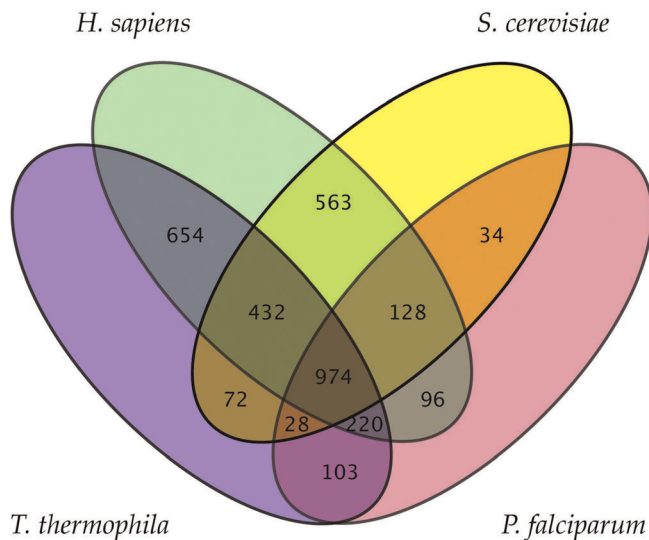 H. sapiens
S. cerevisiae
563
654
34
432
128
974
72
96
28
220
103
T. thermophila
P. falciparum